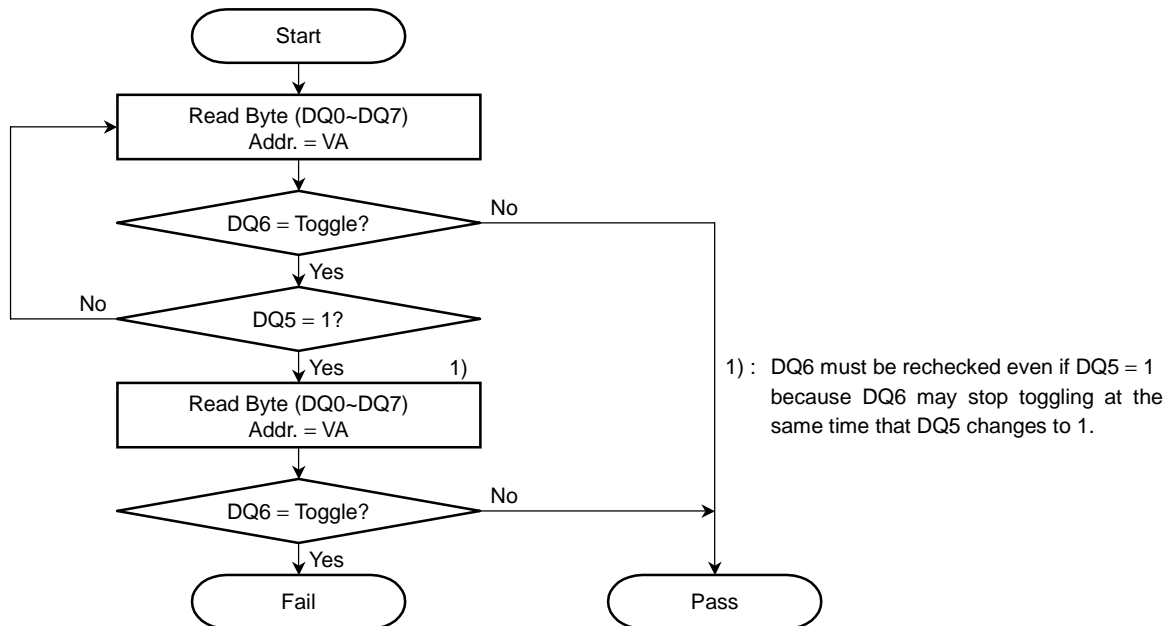 Start
Read Byte (DQ0~DQ7)
Addr. = VA
DQ6 = Toggle?
No
Yes
No
DQ5 = 1?
Yes
1)
Read Byte (DQ0~DQ7)
Addr. = VA
1) : DQ6 must be rechecked even if DQ5 = 1
because DQ6 may stop toggling at the
same time that DQ5 changes to 1.
DQ6 = Toggle?
No
Yes
Fail
Pass